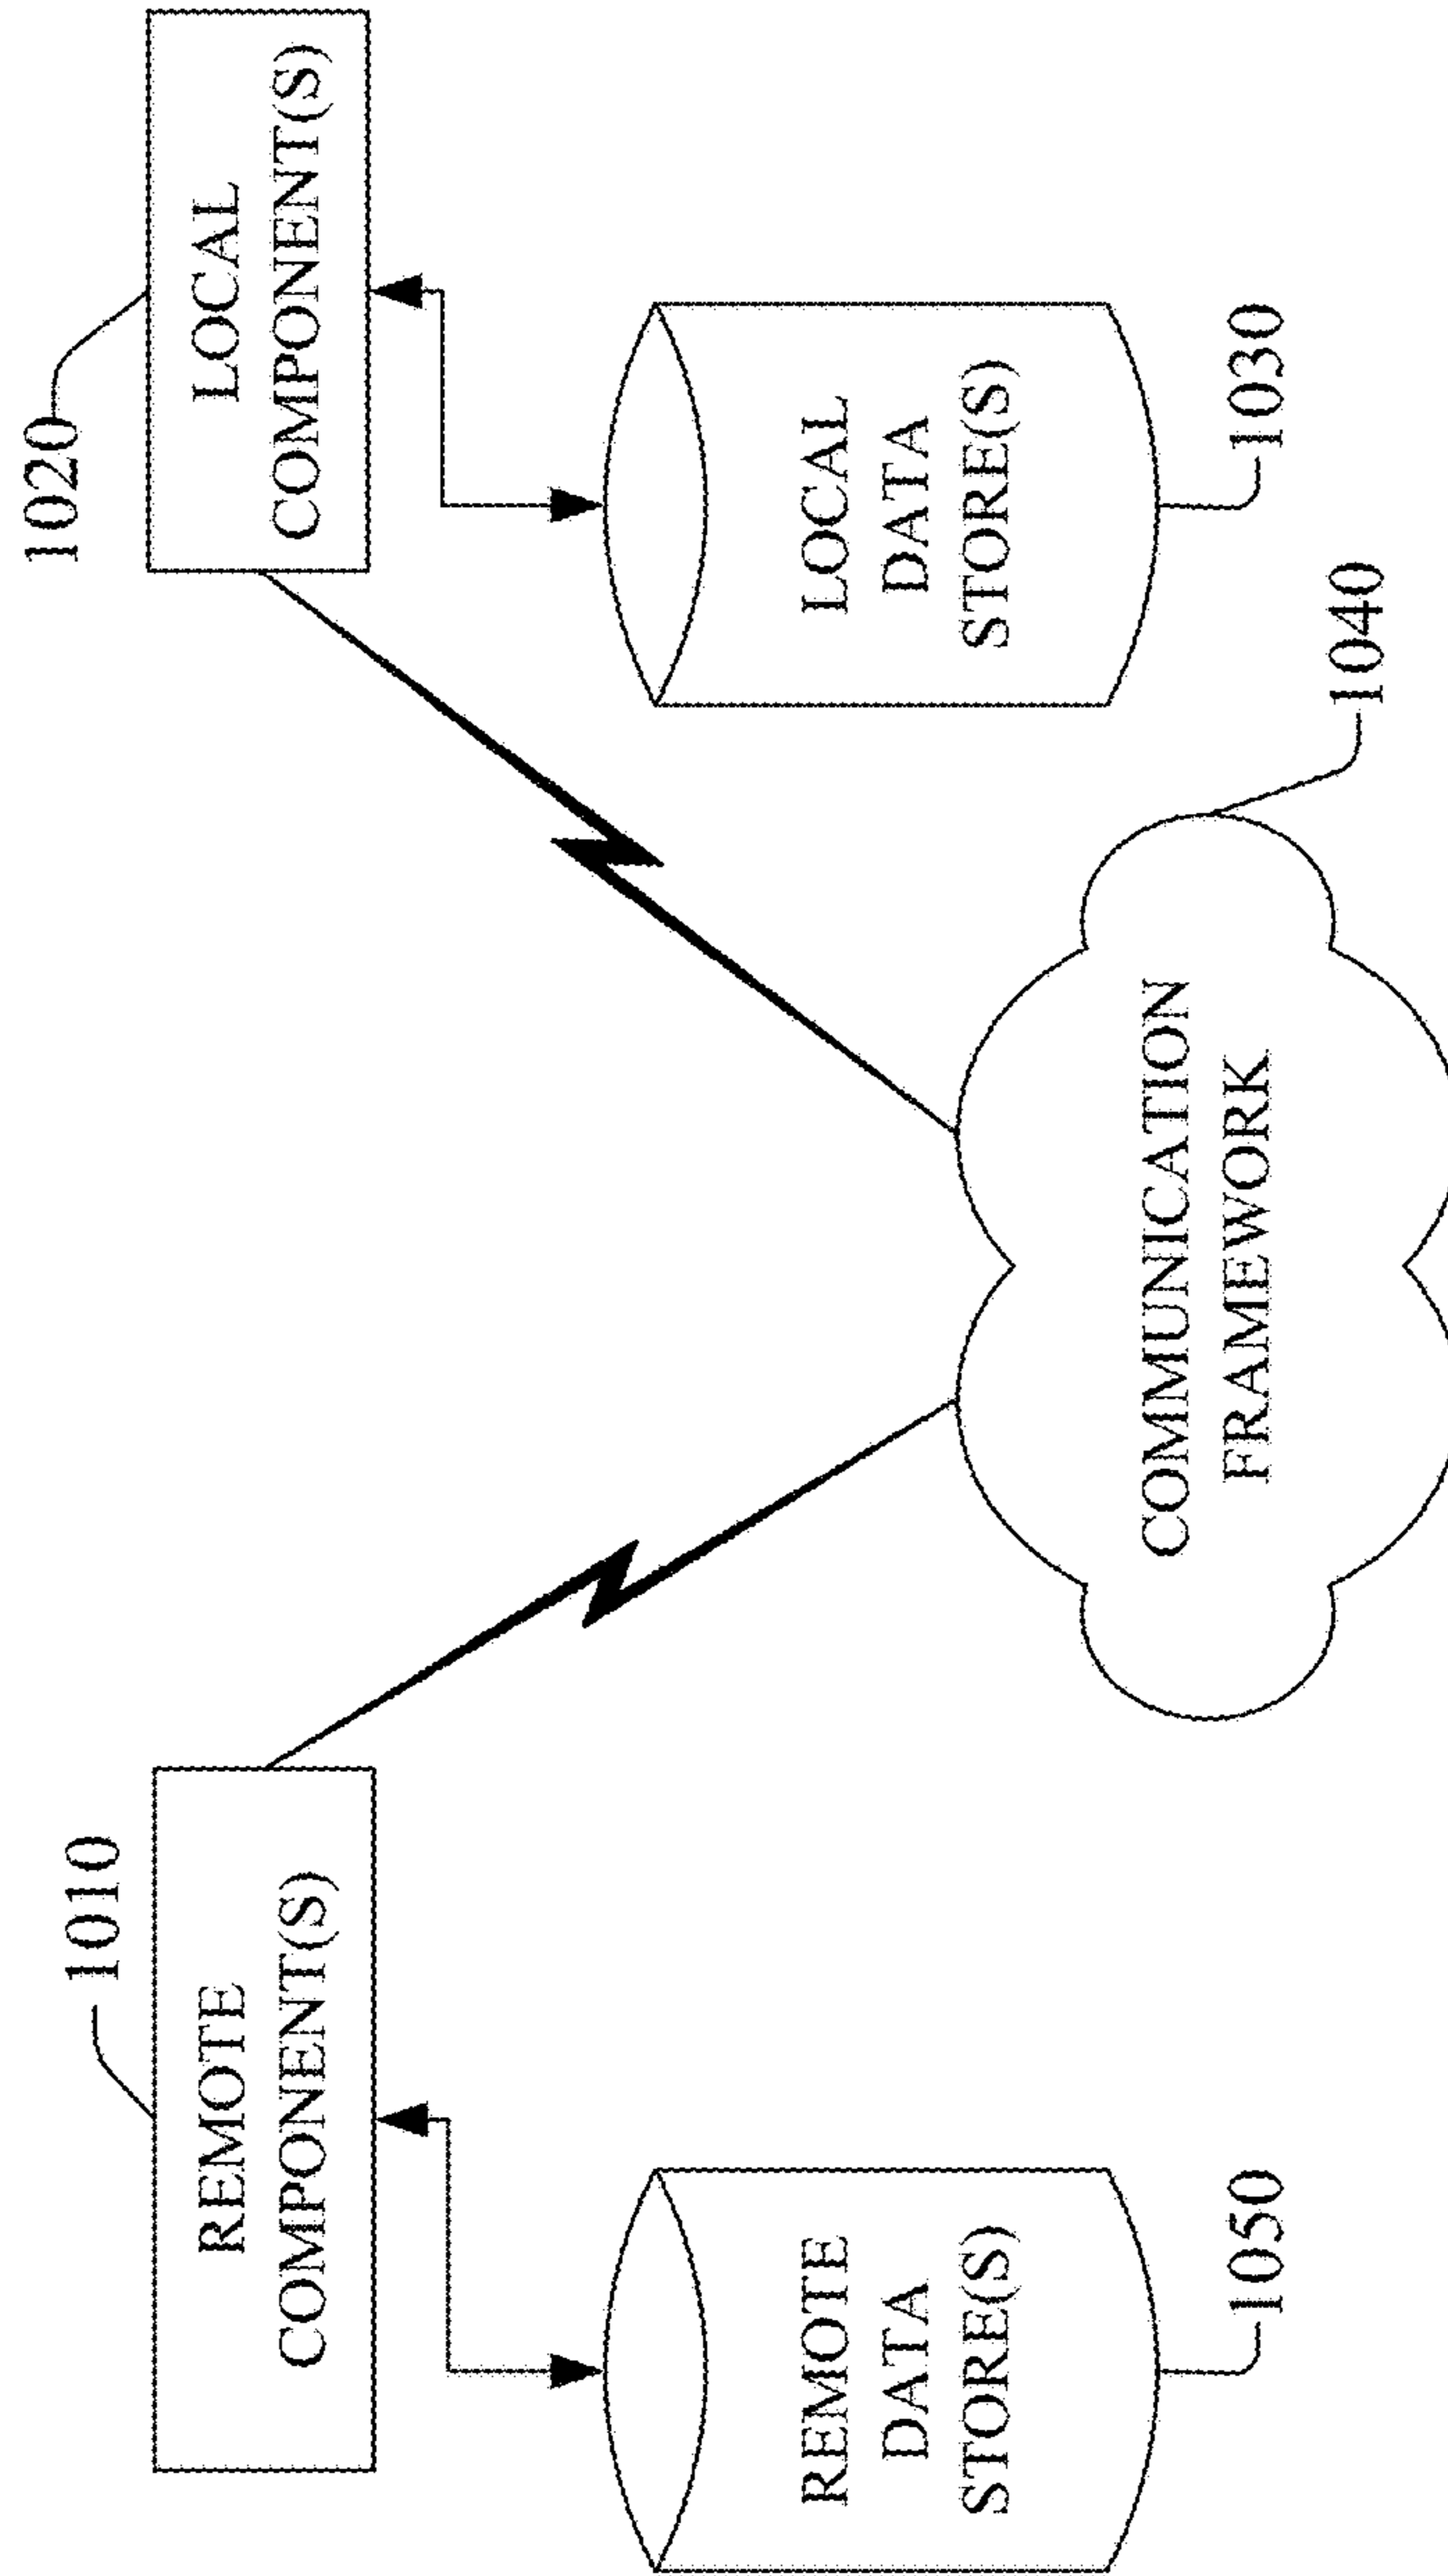 1010
REMOTE
COMPONENT(S)
1020
LOCAL
COMPONENT(S)
REMOTE
DATA
STORE(S)
1050
COMMUNICATION
FRAMEWORK
1040
LOCAL
DATA
STORE(S)
1030